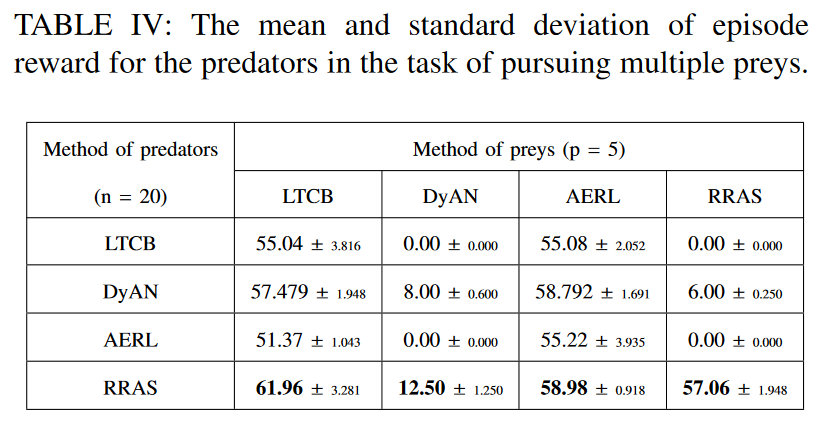 TABLE IV: The mean and standard deviation of episode
reward for the predators in the task of pursuing multiple preys.
Method of predators Method of preys (p = 5)
(n = 20) LTCB DyAN AERL RRAS
LTCB 55.04 ± 3.816 0.00 ± 0.000 55.08 ± 2.052 0.00 ± 0.000
DyAN 57.479 ± 1.948 8.00 ± 0.600 58.792 ± 1.691 6.00 ± 0.250
AERL 51.37 ± 1.043 0.00 ± 0.000 55.22 ± 3.935 0.00 ± 0.000
RRAS 61.96 ± 3.281 12.50 ± 1.250 58.98 ± 0.918 57.06 ± 1.948